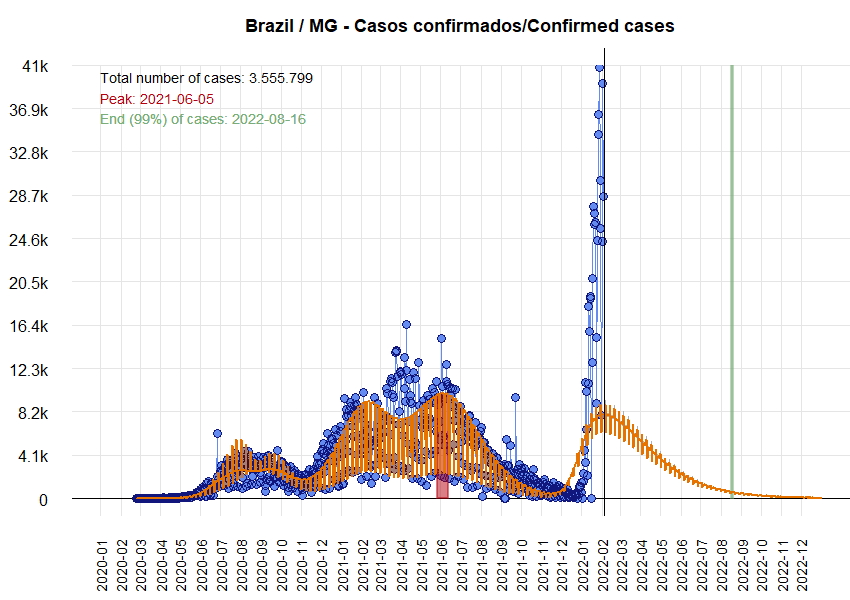 Brazil / MG - Casos confirmados/Confirmed cases
41k
Total number of cases: 3.555.799
Peak: 2021-06-05
End (99%) of cases: 2022-08-16
36.9k
32.8k
28.7k
24.6k
20.5k
16.4k
12.3k
8.2k
4.1k
0
2020-01
2020-02
2020-03
2020-04
2020-05
2020-06
2020-07
2020-08
2020-09
2020-10
2020-11
2020-12
2021-01
2021-02
2021-03
2021-04
2021-05
2021-06
2021-07
2021-08
2021-09
2021-10
2021-11
2021-12
2022-01
2022-02
2022-03
2022-04
2022-05
2022-06
2022-07
2022-08
2022-09
2022-10
2022-11
2022-12